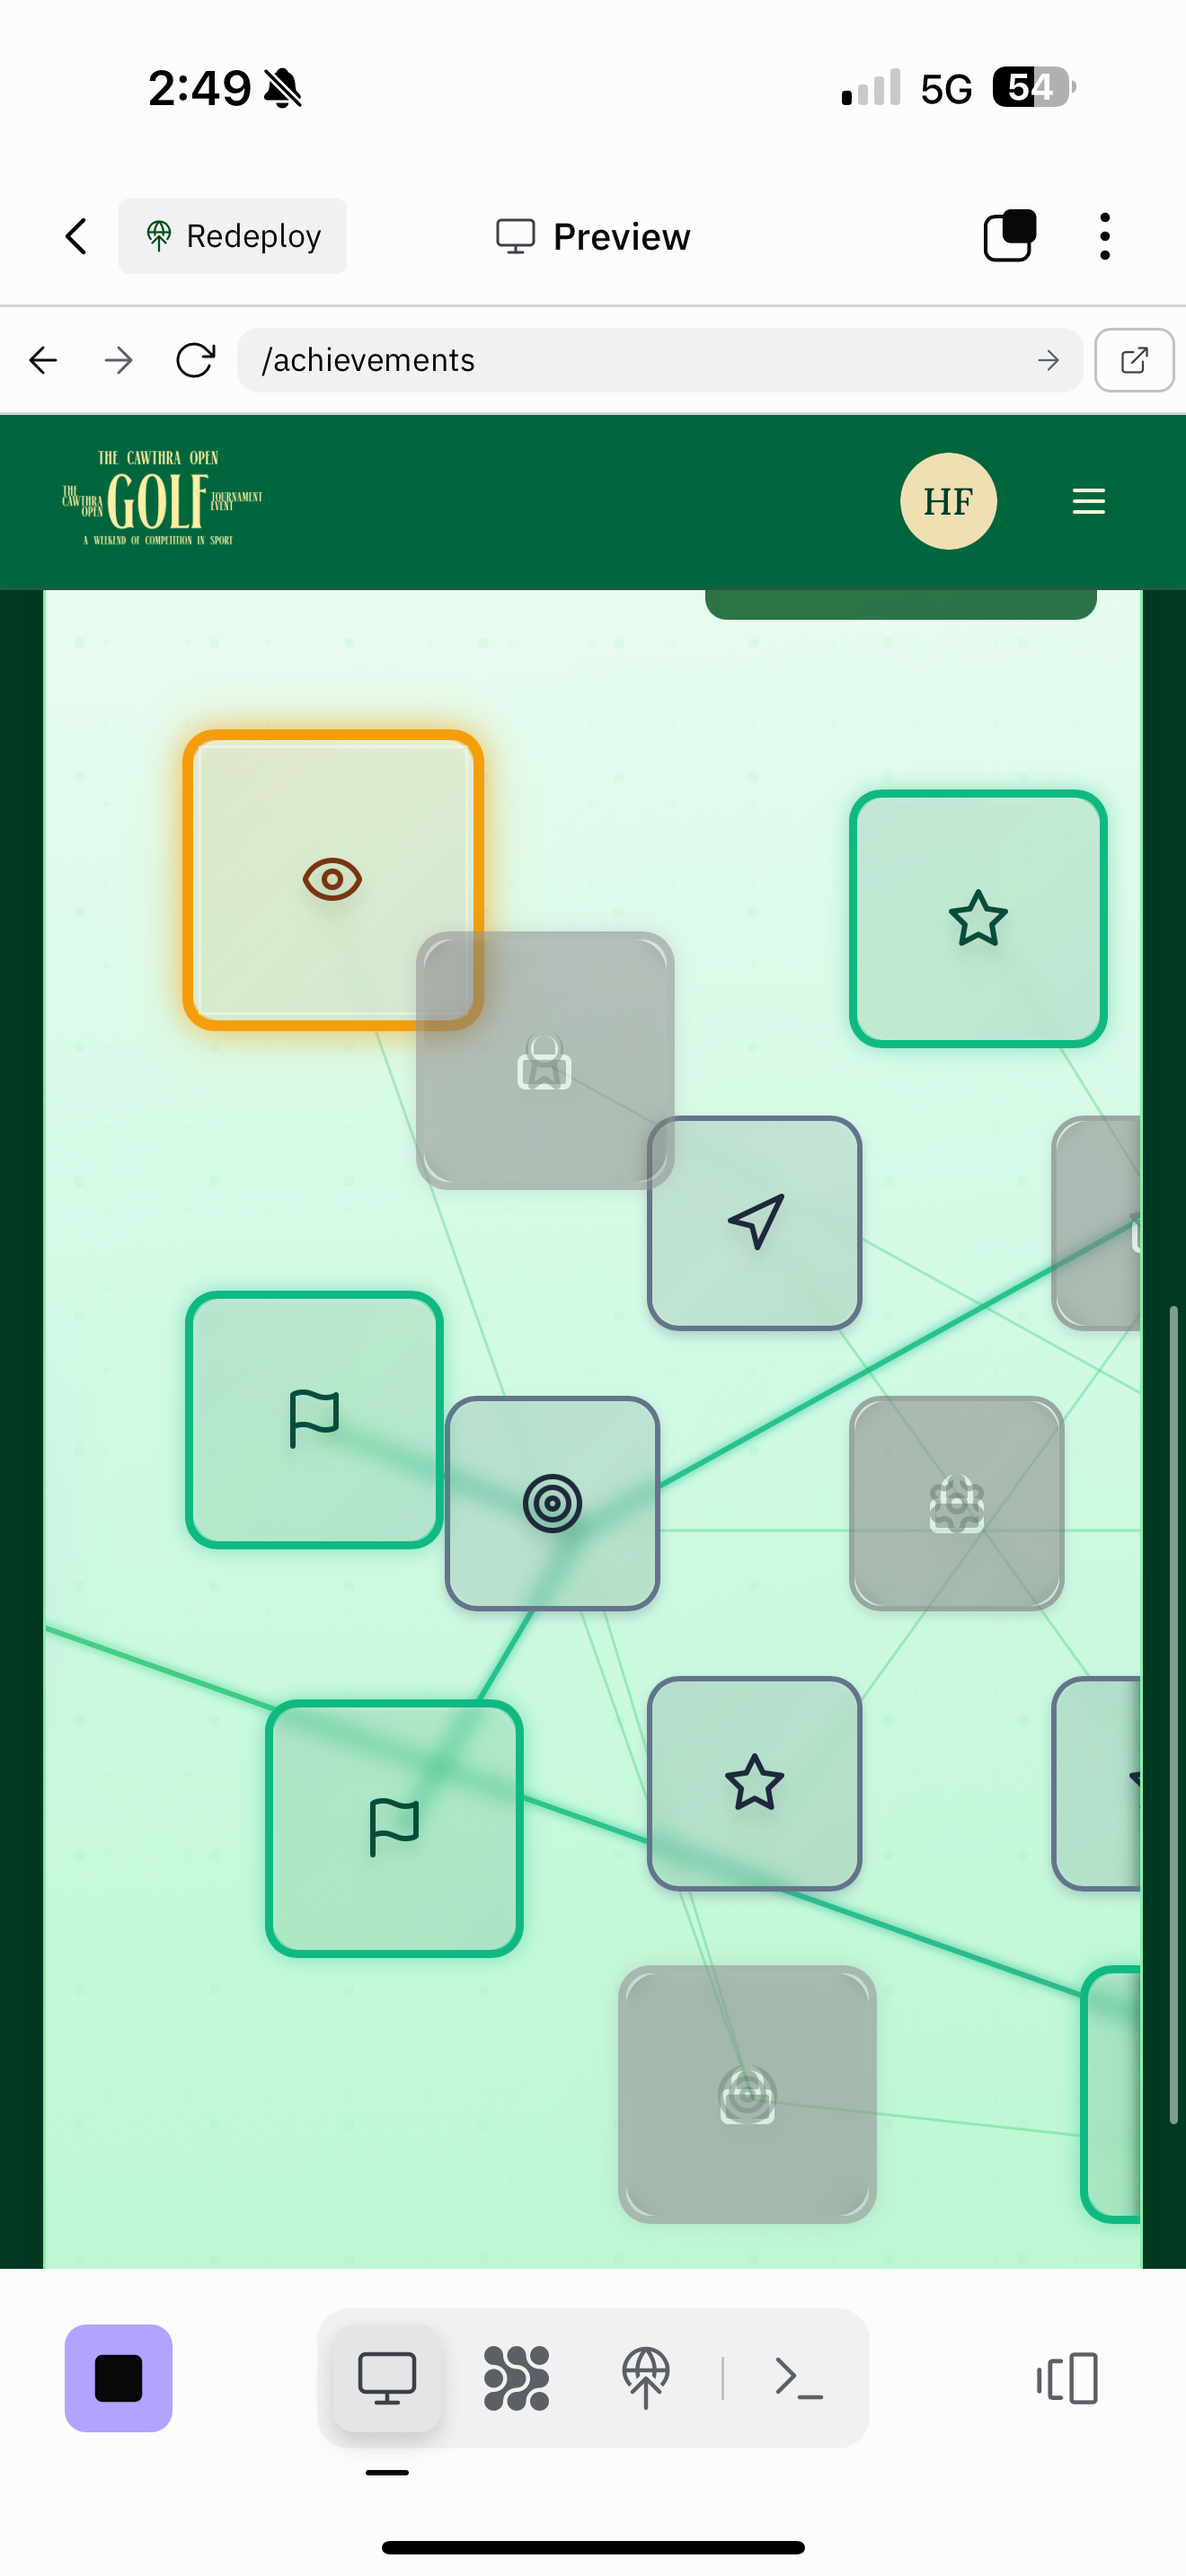 2:49
5G
54
Redeploy
Preview
/achievements
THE CAWTHRA OPEN
THE CAWTHRA OPEN
GOLF
TOURNAMENT EVENT
A WEEKEND OF COMPETITION IN SPORT
HF